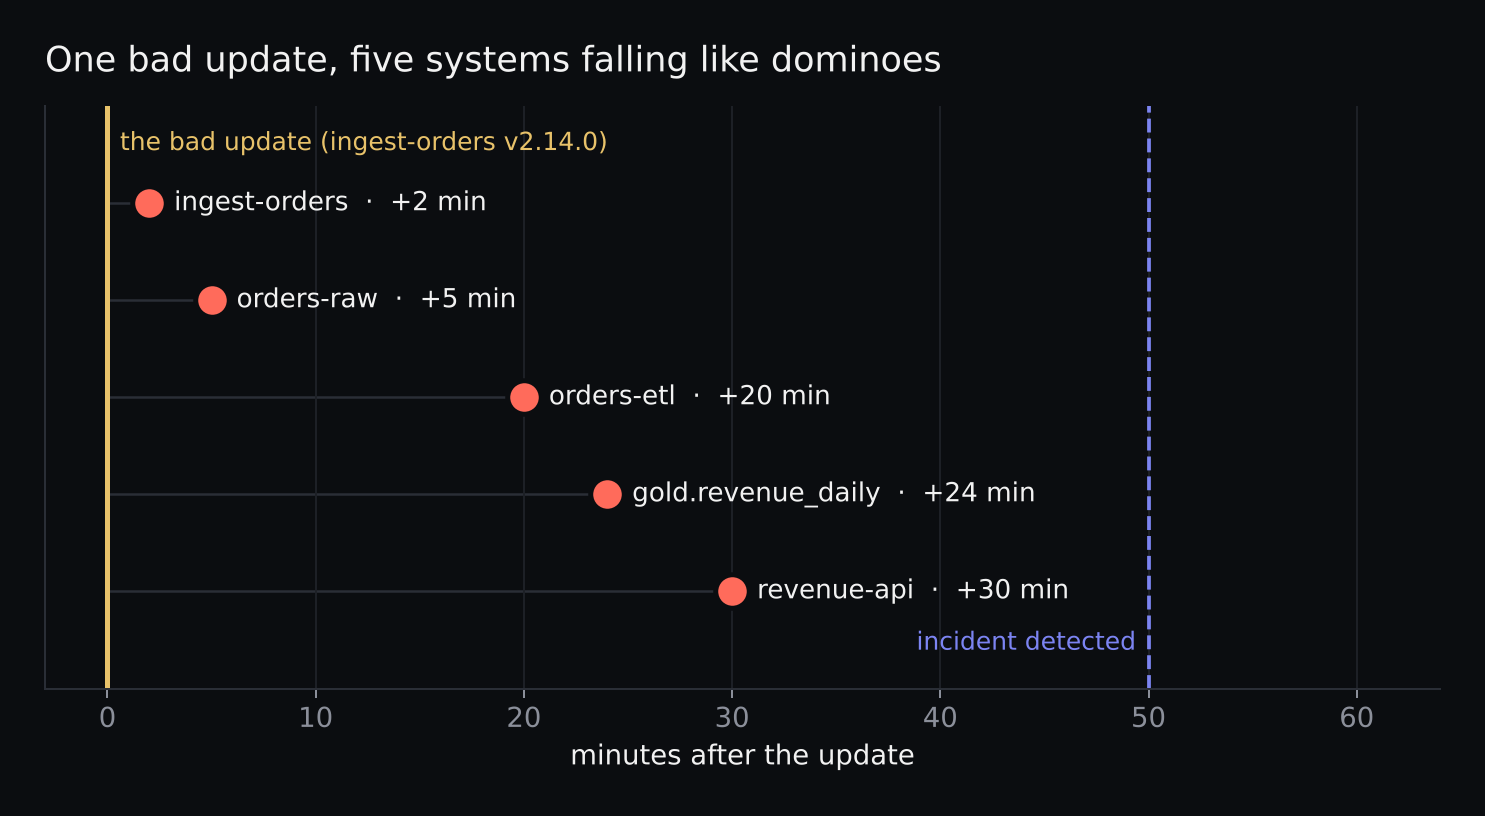 One bad update, five systems falling like dominoes
the bad update (ingest-orders v2.14.0)
ingest-orders · +2 min
orders-raw · +5 min
orders-etl · +20 min
gold.revenue_daily · +24 min
revenue-api · +30 min
incident detected
0 10 20 30 40 50 60
minutes after the update